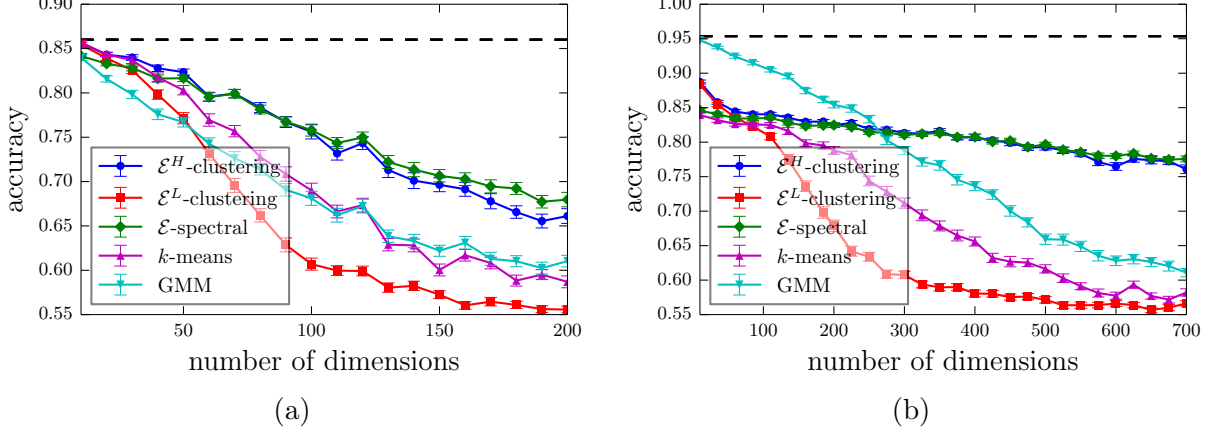 0.90
0.85
0.80
0.75
0.70
0.65
0.60
0.55
accuracy
50
100
150
200
number of dimensions
ℰ^H-clustering
ℰ^L-clustering
ℰ-spectral
k-means
GMM
(a)
1.00
0.95
0.90
0.85
0.80
0.75
0.70
0.65
0.60
0.55
accuracy
100
200
300
400
500
600
700
number of dimensions
ℰ^H-clustering
ℰ^L-clustering
ℰ-spectral
k-means
GMM
(b)